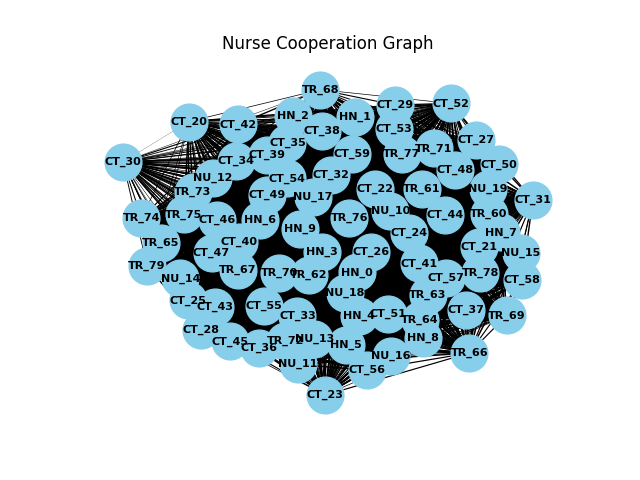 Nurse Cooperation Graph
TR_68
CT_29
CT_52
CT_20
CT_42
HN_2
HN_1
CT_38
CT_53
CT_27
CT_30
CT_34
CT_39
CT_35
CT_59
TR_77
TR_71
CT_48
CT_50
NU_12
TR_73
CT_54
CT_49
CT_32
NU_17
CT_22
TR_61
NU_19
CT_31
TR_74
TR_75
CT_46
HN_6
HN_9
TR_76
NU_10
CT_24
CT_44
TR_60
HN_7
TR_65
CT_40
CT_47
HN_3
CT_26
CT_21
NU_15
TR_79
NU_14
TR_67
TR_62
HN_0
CT_41
CT_57
TR_78
CT_58
CT_25
CT_43
CT_55
CT_33
NU_18
TR_63
HN_4
CT_51
TR_64
CT_37
TR_69
CT_28
CT_45
CT_36
NU_13
HN_5
HN_8
NU_16
TR_66
NU_11
CT_56
CT_23